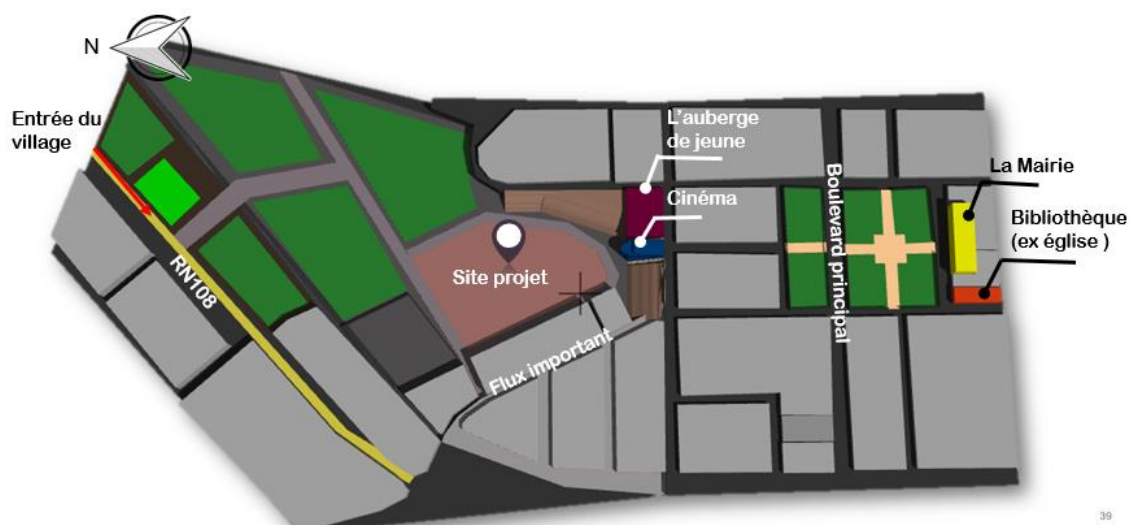 N
Entrée du
village
L'auberge
de jeune
Cinéma
La Mairie
Bibliothèque
(ex église )
Boulevard principal
Site projet
RN108
Flux important
39